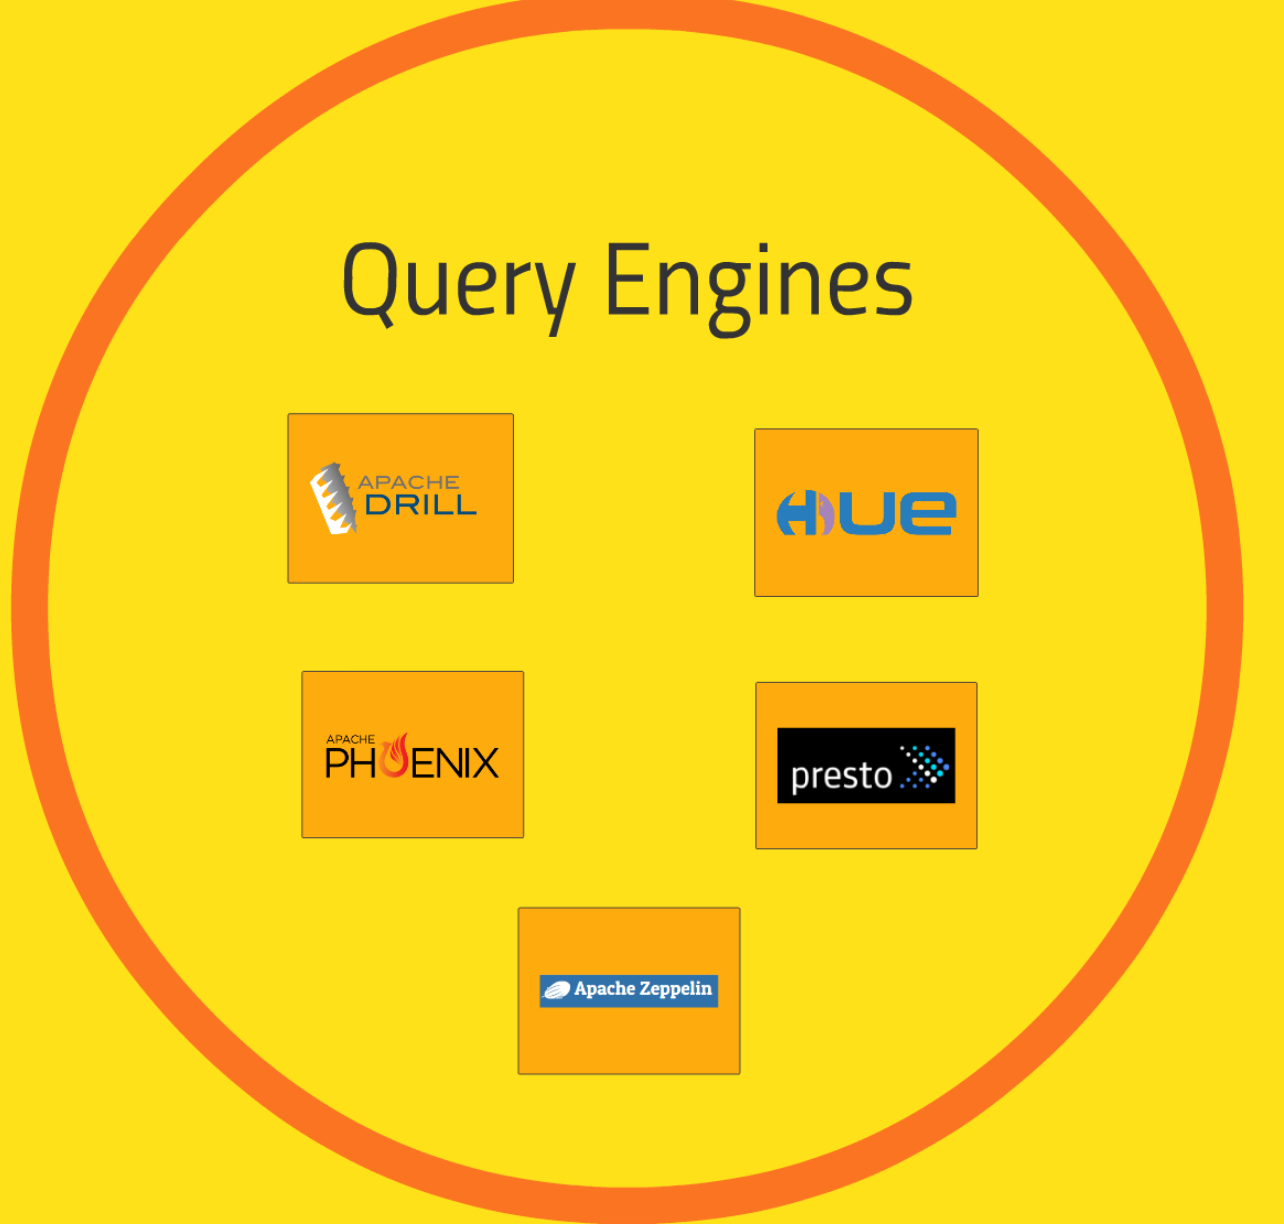 Query Engines
APACHE
DRILL
HUE
APACHE
PHOENIX
presto
Apache Zeppelin